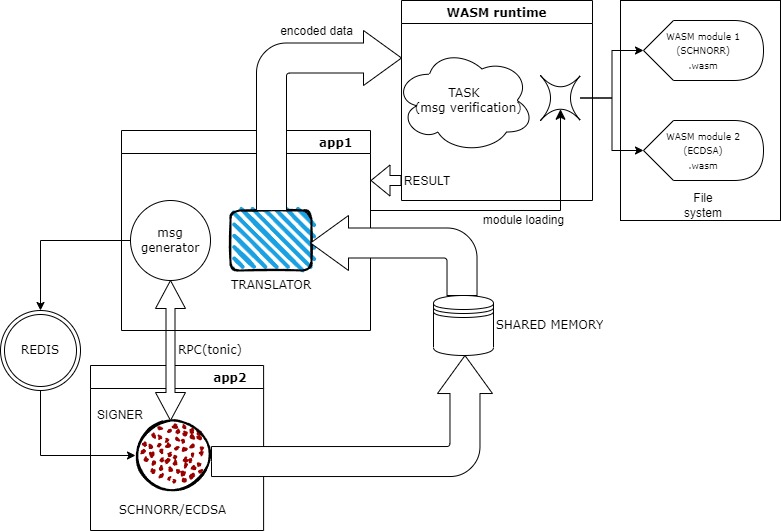 WASM runtime
encoded data
TASK
(msg verification)
WASM module 1
(SCHNORR)
.wasm
WASM module 2
(ECDSA)
.wasm
File
system
app1
RESULT
module loading
msg
generator
TRANSLATOR
SHARED MEMORY
REDIS
RPC(tonic)
app2
SIGNER
SCHNORR/ECDSA